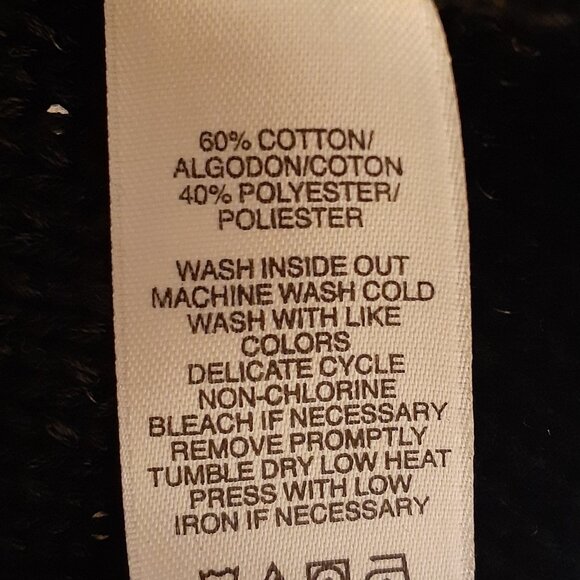 60% COTTON/
ALGODON/COTON
40% POLYESTER/
POLIESTER
WASH INSIDE OUT
MACHINE WASH COLD
WASH WITH LIKE
COLORS
DELICATE CYCLE
NON-CHLORINE
BLEACH IF NECESSARY
REMOVE PROMPTLY
TUMBLE DRY LOW HEAT
PRESS WITH LOW
IRON IF NECESSARY